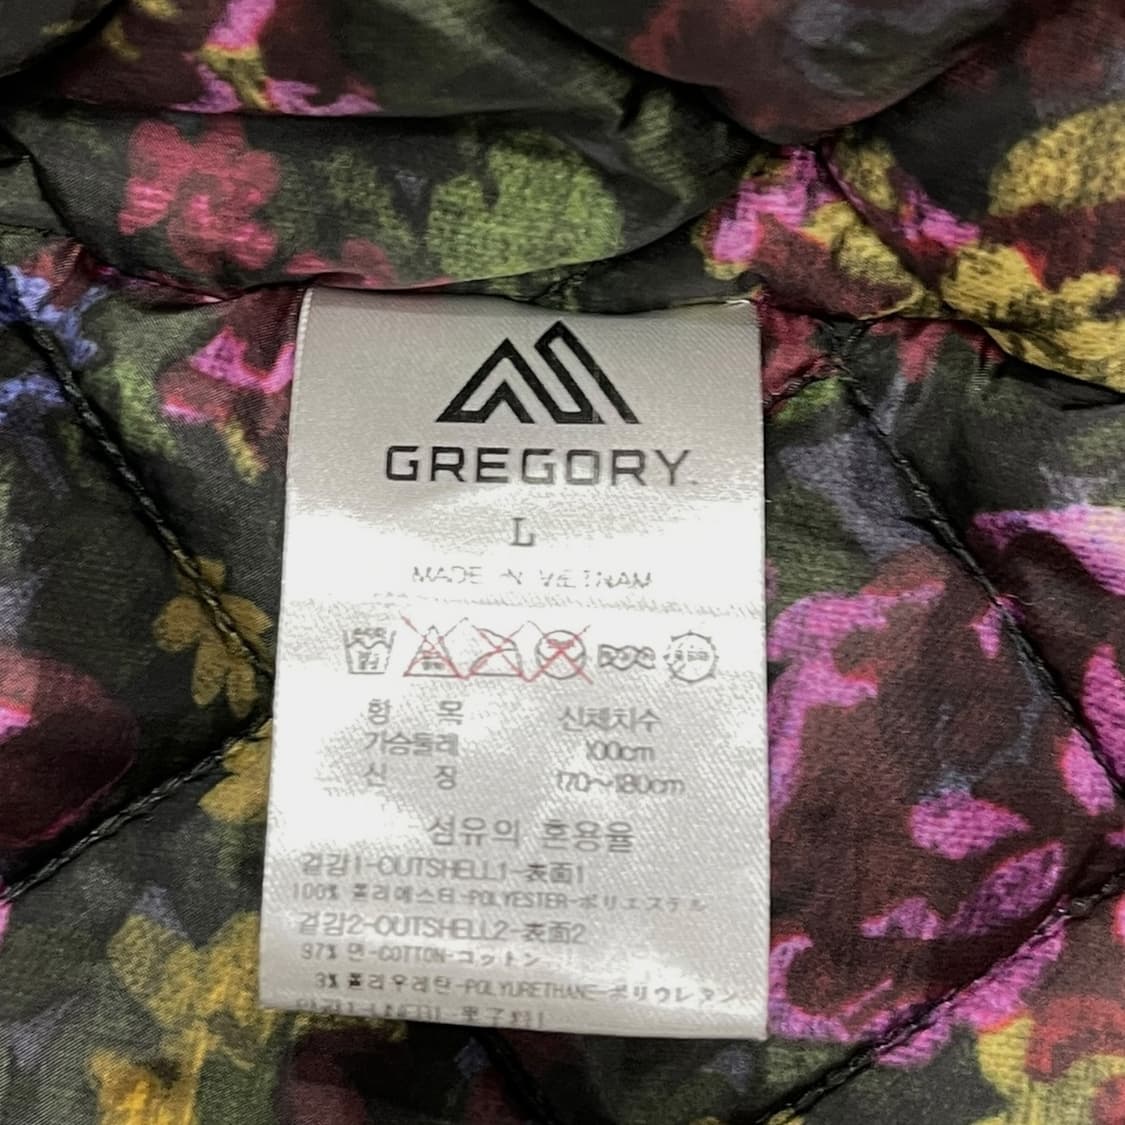 GREGORY.
L
MADE IN VIETNAM
항 목 신체치수
가슴둘레 100cm
신 장 170~180cm
섬유의 혼용율
겉감1-OUTSHELL1-表面1
100% 폴리에스터-POLYESTER-ポリエステル
겉감2-OUTSHELL2-表面2
97% 면-COTTON-コットン
3% 폴리우레탄-POLYURETHANE-ポリウレタン